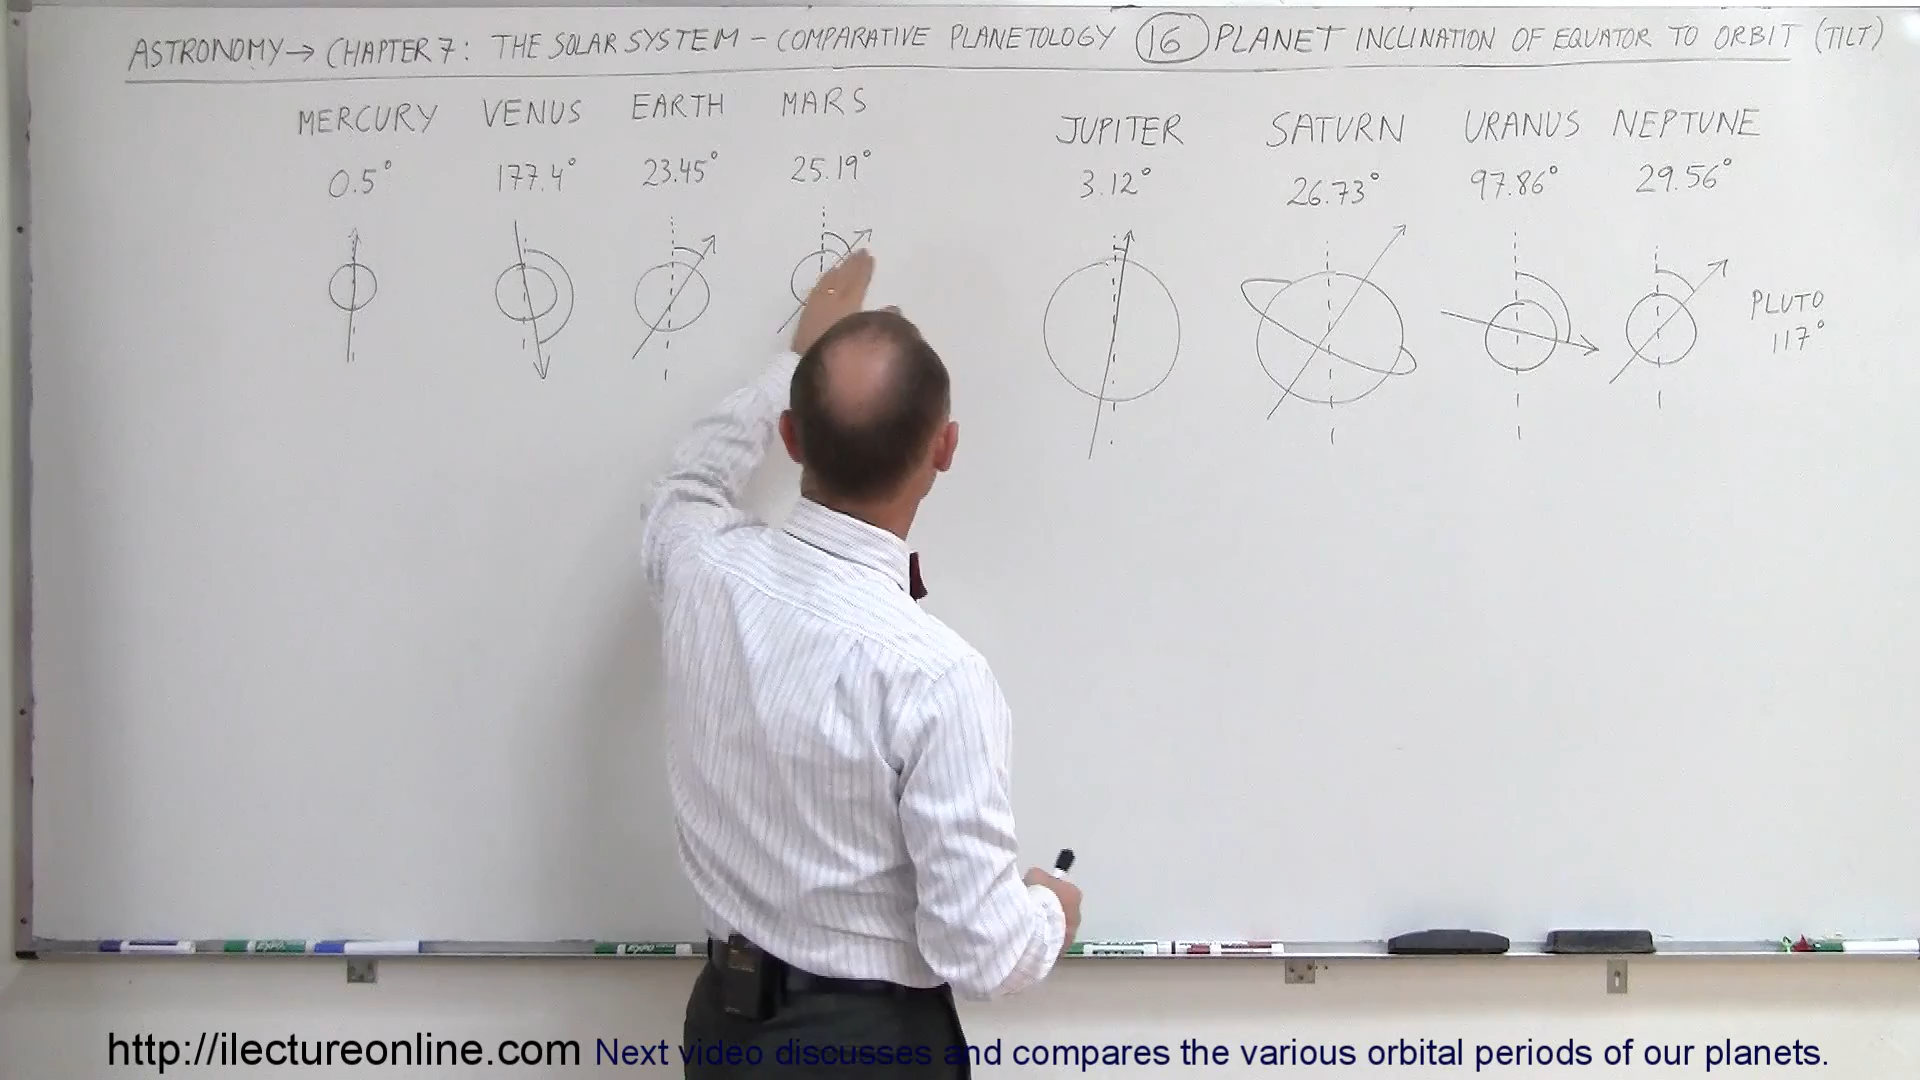 ASTRONOMY → CHAPTER 7: THE SOLAR SYSTEM – COMPARATIVE PLANETOLOGY 16 PLANET INCLINATION OF EQUATOR TO ORBIT (TILT)
MERCURY VENUS EARTH MARS JUPITER SATURN URANUS NEPTUNE
0.5° 177.4° 23.45° 25.19° 3.12° 26.73° 97.86° 29.56°
PLUTO
117°
http://ilectureonline.com Next video discusses and compares the various orbital periods of our planets.